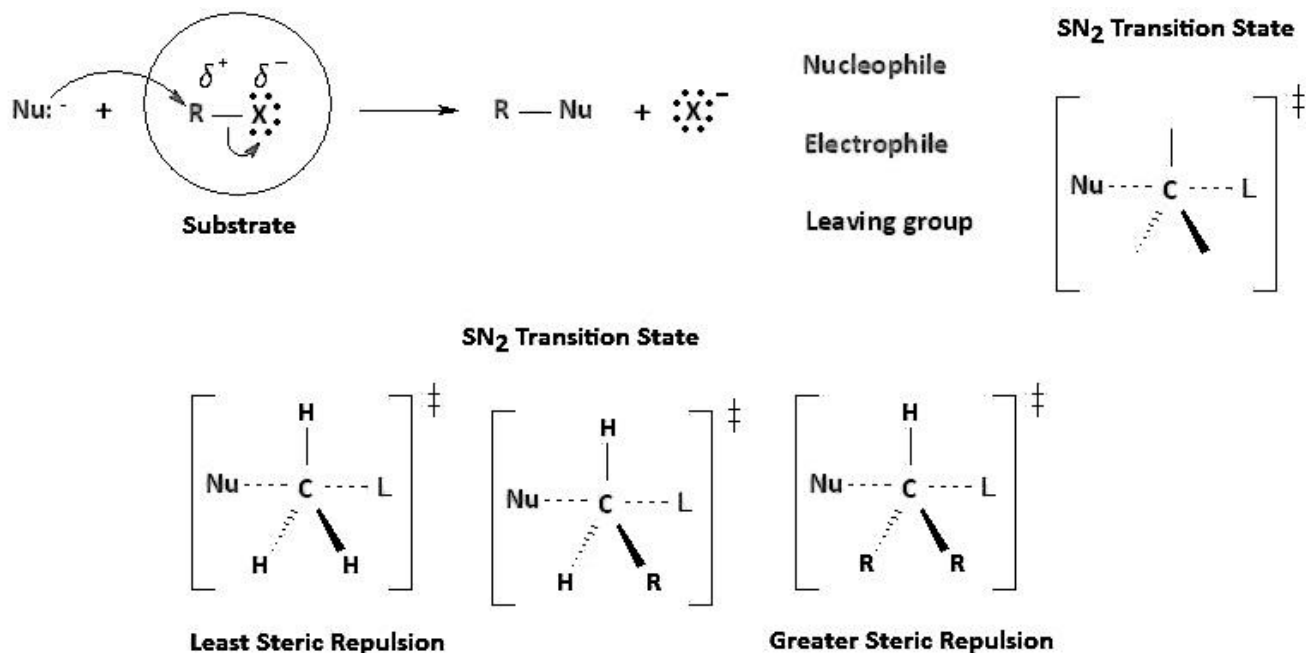 SN2 Transition State
Nu:- + δ+ δ- R — X → R — Nu + X-
Substrate
Nucleophile
Electrophile
Leaving group
Nu ---- C ---- L ‡
SN2 Transition State
H ‡
Nu ---- C ---- L
H H
H ‡
Nu ---- C ---- L
H R
H ‡
Nu ---- C ---- L
R R
Least Steric Repulsion
Greater Steric Repulsion